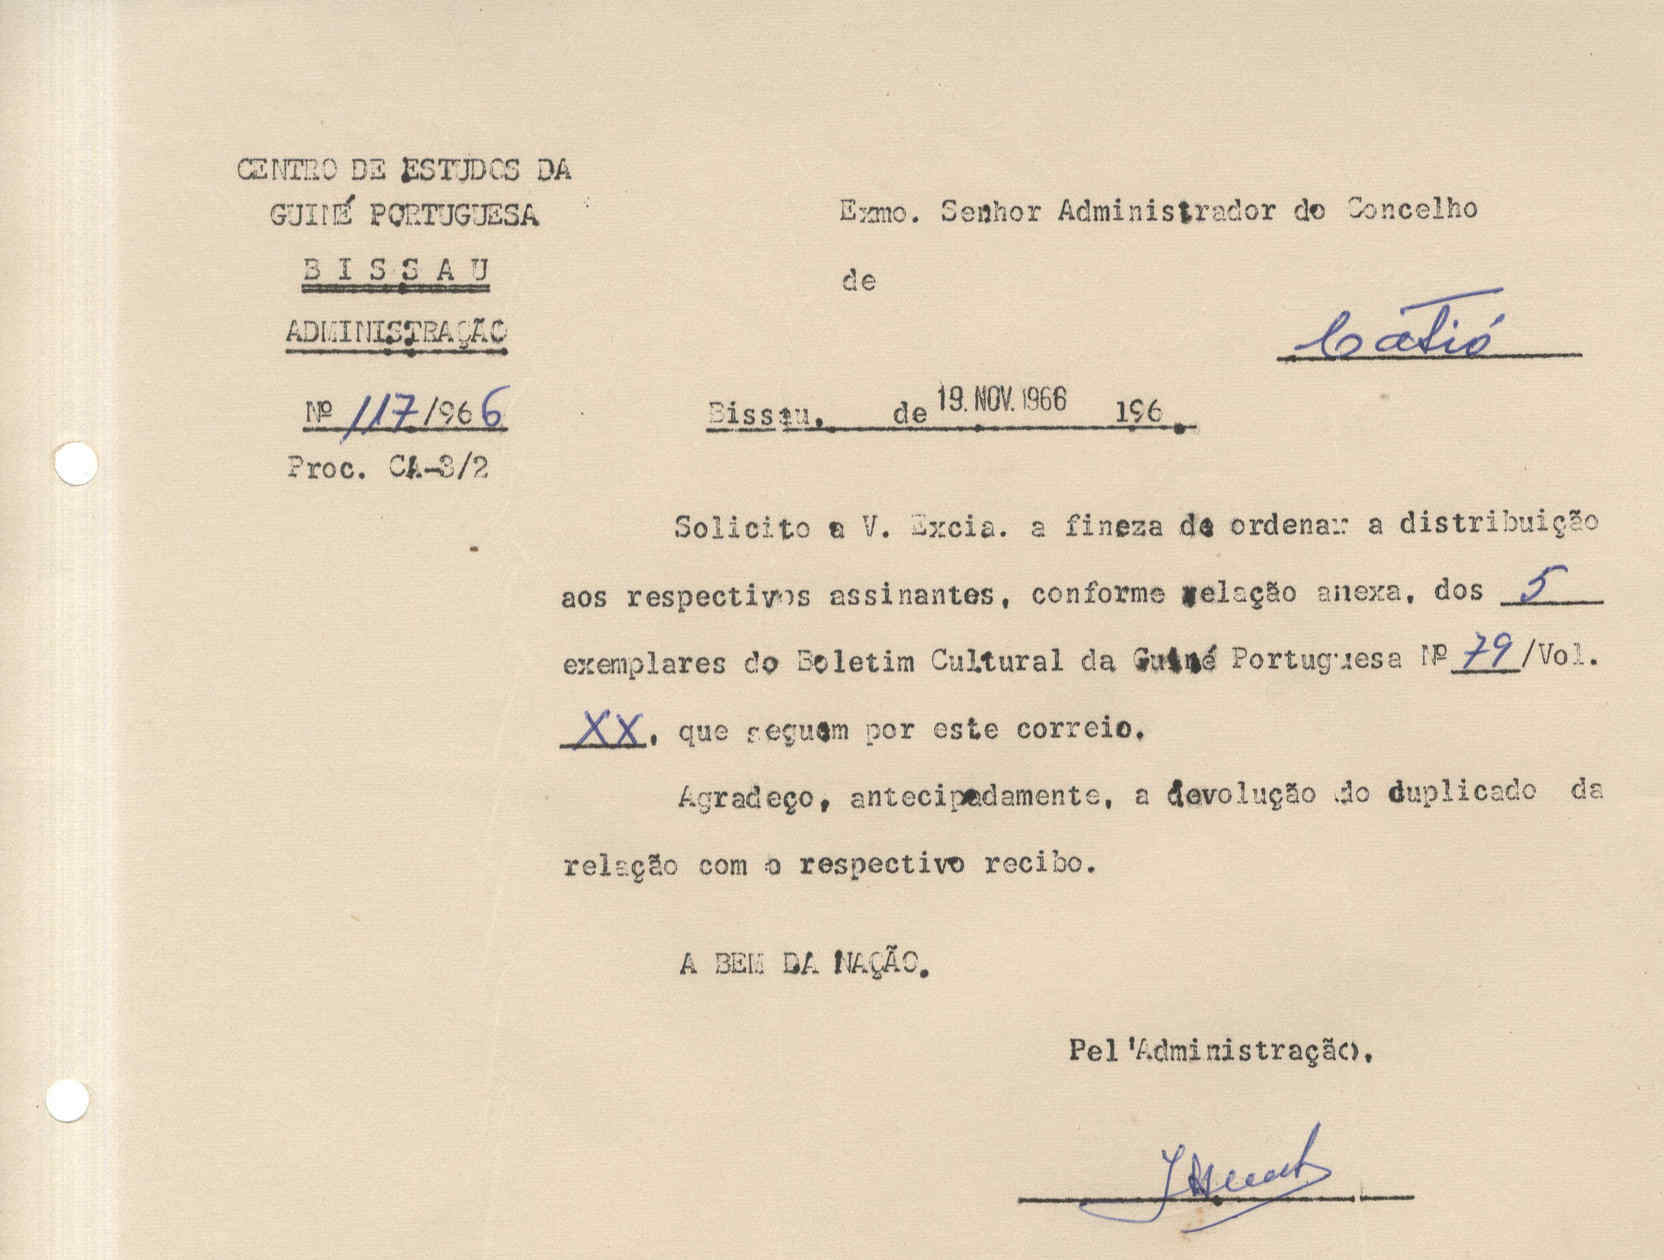 CENTRO DE ESTUDOS DA
GUINÉ PORTUGUESA
B I S S A U
ADMINISTRAÇÃO
Nº 117/966
Proc. CA-3/2
Exmo. Senhor Administrador do Concelho
de
Catió
Bissau, de 19. NOV. 1966 196 .
Solicito a V. Excia. a fineza de ordenar a distribuição
aos respectivos assinantes, conforme relação anexa, dos 5
exemplares do Boletim Cultural da Guiné Portuguesa Nº 79/Vol.
XX, que seguem por este correio.
Agradeço, antecipadamente, a devolução do duplicado da
relação com o respectivo recibo.
A BEM DA NAÇÃO.
Pel'Administração,